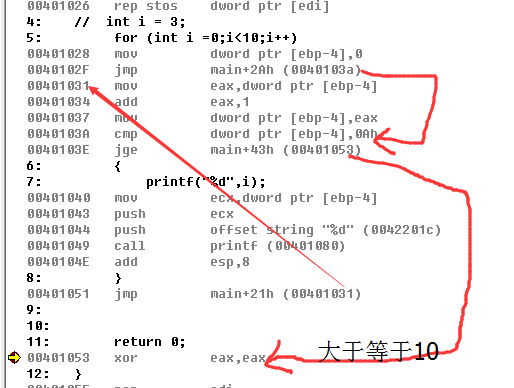 00401026 rep stos dword ptr [edi]
4: // int i = 3;
5: for (int i =0;i<10;i++)
00401028 mov dword ptr [ebp-4],0
0040102F jmp main+2Ah (0040103a)
00401031 mov eax,dword ptr [ebp-4]
00401034 add eax,1
00401037 mov dword ptr [ebp-4],eax
0040103A cmp dword ptr [ebp-4],0Ah
0040103E jge main+43h (00401053)
6: {
7: printf("%d",i);
00401040 mov ecx,dword ptr [ebp-4]
00401043 push ecx
00401044 push offset string "%d" (0042201c)
00401049 call printf (00401080)
0040104E add esp,8
8: }
00401051 jmp main+21h (00401031)
9:
10:
11: return 0;
00401053 xor eax,eax 大于等于10
12: }